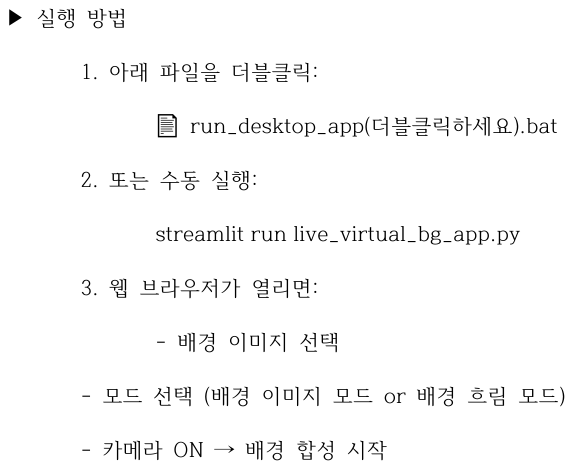 ▶ 실행 방법
1. 아래 파일을 더블클릭:
📄 run_desktop_app(더블클릭하세요).bat
2. 또는 수동 실행:
streamlit run live_virtual_bg_app.py
3. 웹 브라우저가 열리면:
- 배경 이미지 선택
- 모드 선택 (배경 이미지 모드 or 배경 흐림 모드)
- 카메라 ON → 배경 합성 시작